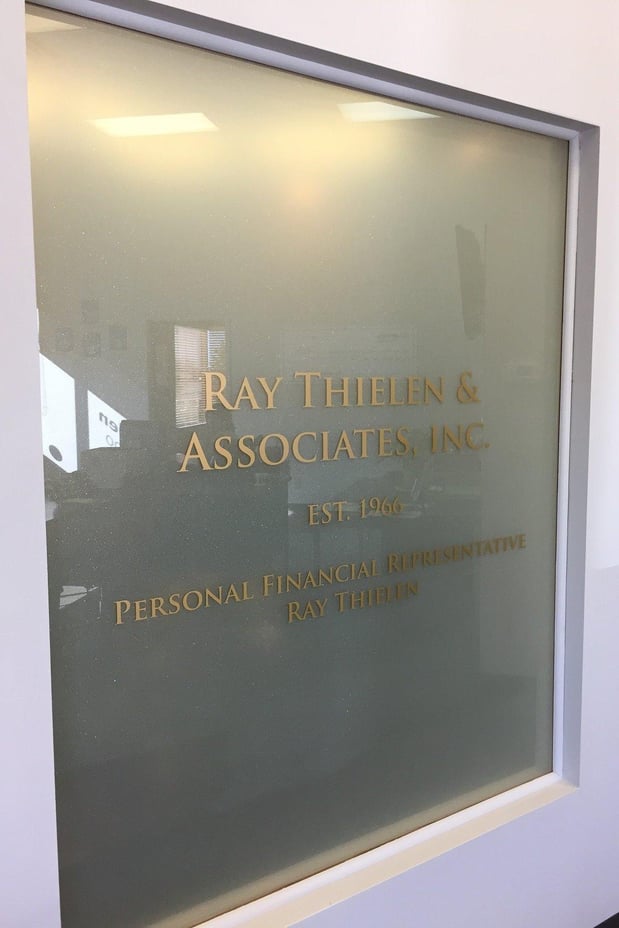 RAY THIELEN &
ASSOCIATES, INC.
EST. 1966
PERSONAL FINANCIAL REPRESENTATIVE
RAY THIELEN